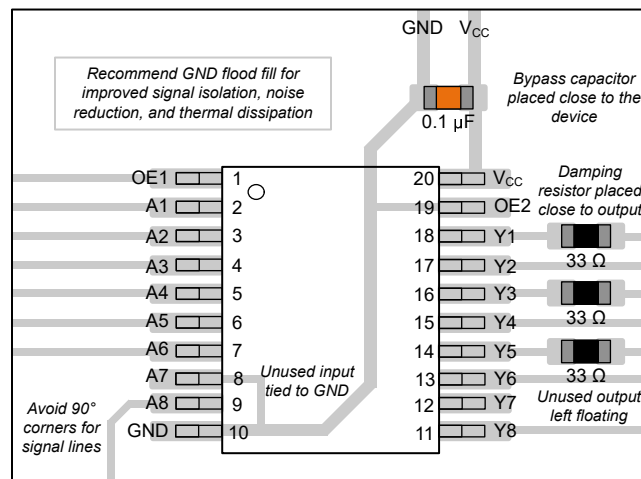 GND VCC
Recommend GND flood fill for
improved signal isolation, noise
reduction, and thermal dissipation
0.1 µF
Bypass capacitor
placed close to the
device
OE1 1
A1 2
A2 3
A3 4
A4 5
A5 6
A6 7
A7 8
A8 9
GND 10
Unused input
tied to GND
Avoid 90°
corners for
signal lines
20 VCC
19 OE2
18 Y1
17 Y2
16 Y3
15 Y4
14 Y5
13 Y6
12 Y7
11 Y8
Damping
resistor placed
close to output
33 Ω
33 Ω
33 Ω
Unused output
left floating